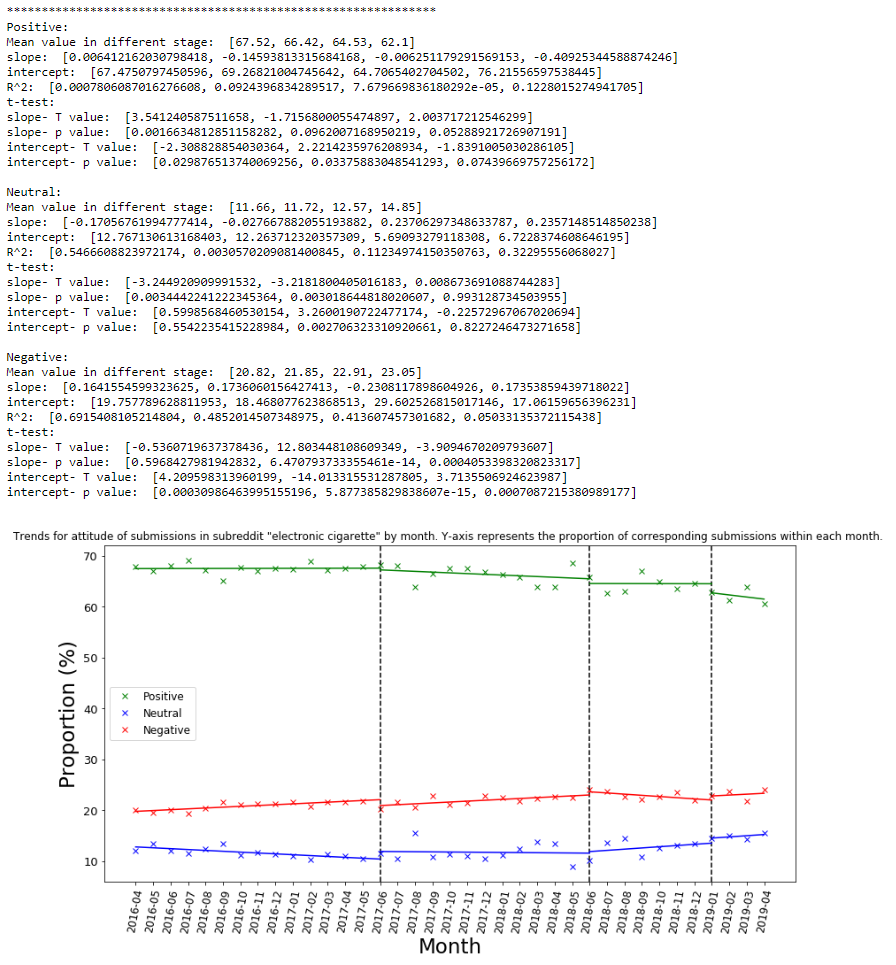 **************************************************************
Positive:
Mean value in different stage:  [67.52, 66.42, 64.53, 62.1]
slope:  [0.006412162030798418, -0.14593813315684168, -0.006251179291569153, -0.40925344588874246]
intercept:  [67.4750797450596, 69.26821004745642, 64.7065402704502, 76.21556597538445]
R^2:  [0.0007806087016276608, 0.0924396834289517, 7.679669836180292e-05, 0.1228015274941705]
t-test:
slope- T value:  [3.541240587511658, -1.7156800055474897, 2.003717212546299]
slope- p value:  [0.0016634812851158282, 0.0962007168950219, 0.05288921726907191]
intercept- T value:  [-2.308828854030364, 2.2214235976208934, -1.8391005030286105]
intercept- p value:  [0.029876513740069256, 0.03375883048541293, 0.07439669757256172]
Neutral:
Mean value in different stage:  [11.66, 11.72, 12.57, 14.85]
slope:  [-0.17056761994777414, -0.027667882055193882, 0.23706297348633787, 0.2357148514850238]
intercept:  [12.767130613168403, 12.263712320357309, 5.69093279118308, 6.7228374608646195]
R^2:  [0.5466608823972174, 0.0030570209081400845, 0.11234974150350763, 0.32295556068027]
t-test:
slope- T value:  [-3.244920909991532, -3.2181800405016183, 0.008673691088744283]
slope- p value:  [0.0034442241222345364, 0.003018644818020607, 0.993128734503955]
intercept- T value:  [0.5998568460530154, 3.2600190722477174, -0.22572967067020694]
intercept- p value:  [0.5542235415228984, 0.002706323310920661, 0.8227246473271658]
Negative:
Mean value in different stage:  [20.82, 21.85, 22.91, 23.05]
slope:  [0.1641554599323625, 0.1736060156427413, -0.2308117898604926, 0.17353859439718022]
intercept:  [19.757789628811953, 18.468077623868513, 29.602526815017146, 17.06159656396231]
R^2:  [0.6915408105214804, 0.4852014507348975, 0.413607457301682, 0.05033135372115438]
t-test:
slope- T value:  [-0.5360719637378436, 12.803448108609349, -3.9094670209793607]
slope- p value:  [0.5968427981942832, 6.470793733355461e-14, 0.0004053398320823317]
intercept- T value:  [4.209598313960199, -14.013315531287805, 3.7135506924623987]
intercept- p value:  [0.00030986463995155196, 5.877385829838607e-15, 0.0007087215380989177]
Trends for attitude of submissions in subreddit "electronic cigarette" by month. Y-axis represents the proportion of corresponding submissions within each month.
70
60
50
40
30
20
10
Proportion (%)
Positive
Neutral
Negative
2016-04
2016-05
2016-06
2016-07
2016-08
2016-09
2016-10
2016-11
2016-12
2017-01
2017-02
2017-03
2017-04
2017-05
2017-06
2017-07
2017-08
2017-09
2017-10
2017-11
2017-12
2018-01
2018-02
2018-03
2018-04
2018-05
2018-06
2018-07
2018-08
2018-09
2018-10
2018-11
2018-12
2019-01
2019-02
2019-03
2019-04
Month